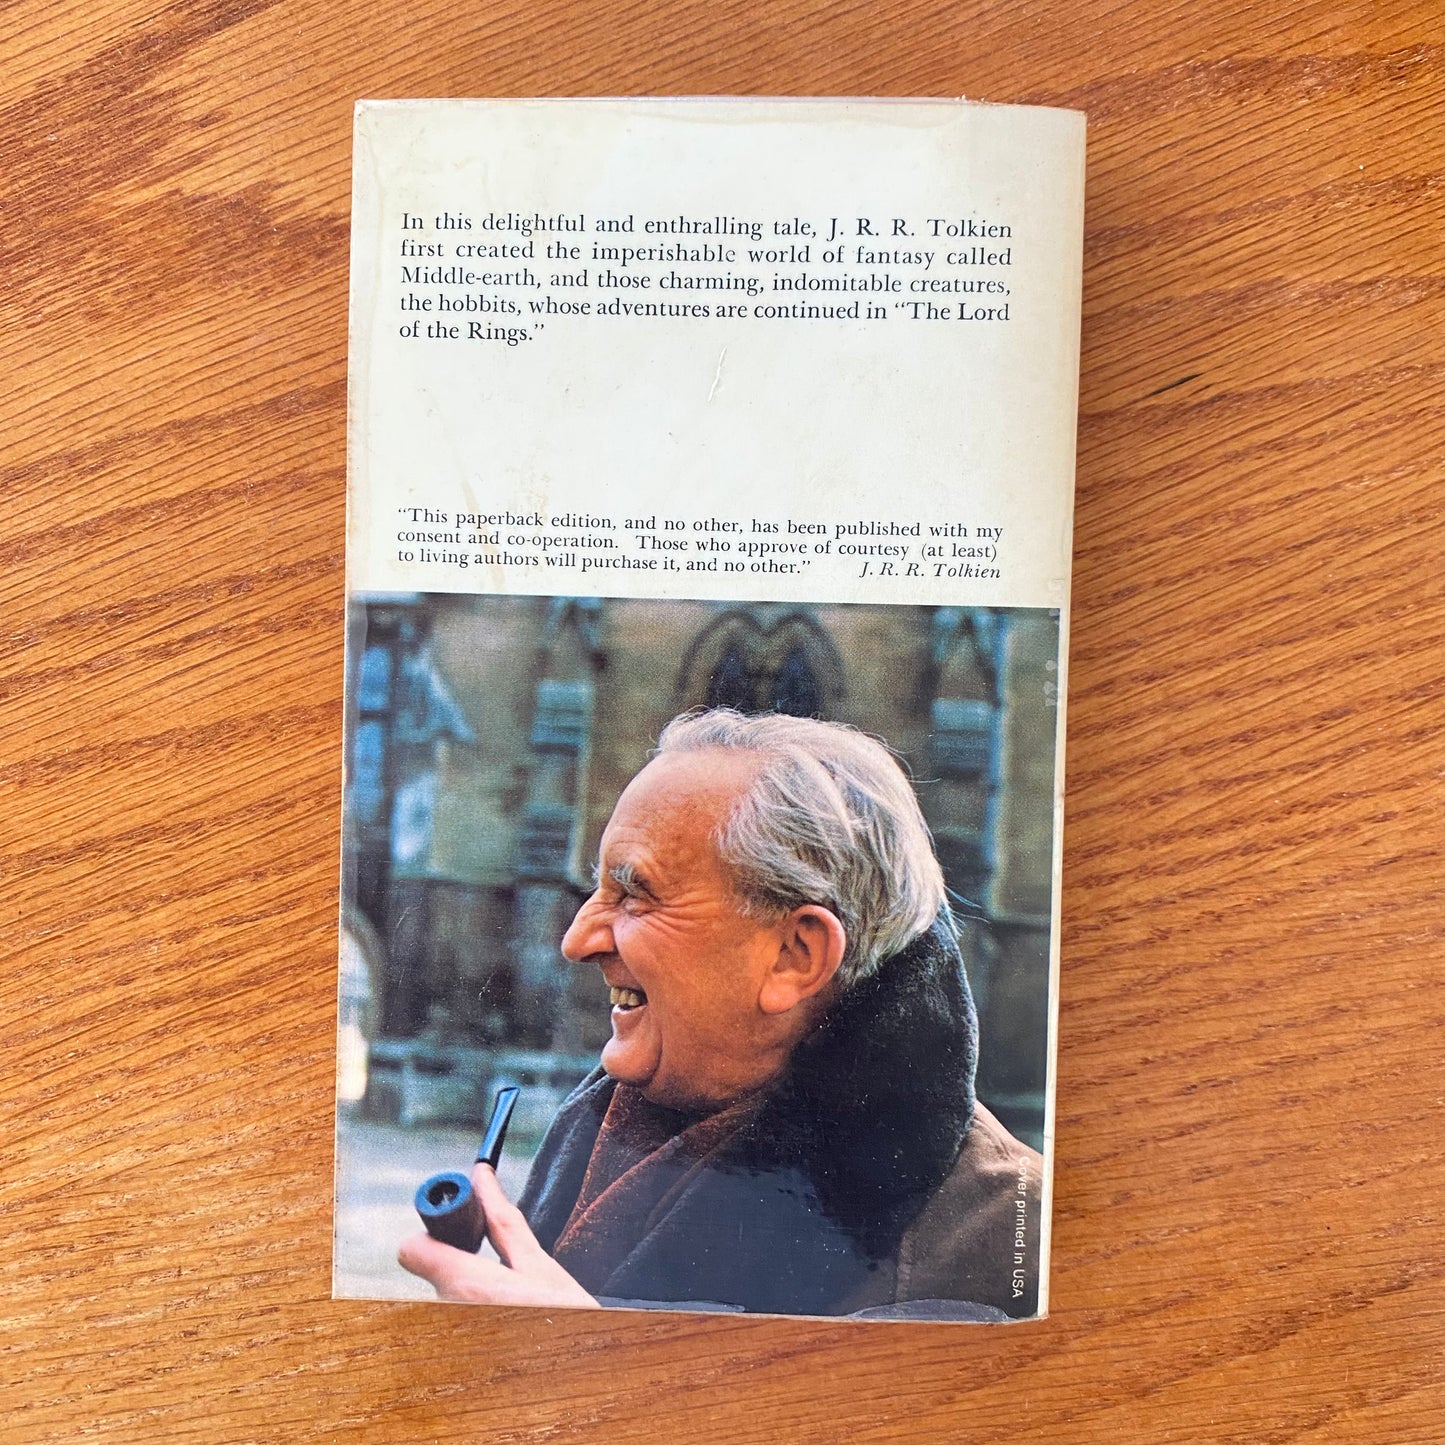 In this delightful and enthralling tale, J. R. R. Tolkien
first created the imperishable world of fantasy called
Middle-earth, and those charming, indomitable creatures,
the hobbits, whose adventures are continued in “The Lord
of the Rings.”
“This paperback edition, and no other, has been published with my
consent and co-operation. Those who approve of courtesy (at least)
to living authors will purchase it, and no other.” J. R. R. Tolkien
cover printed in USA